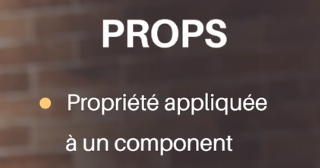 PROPS
Propriété appliquée
à un component